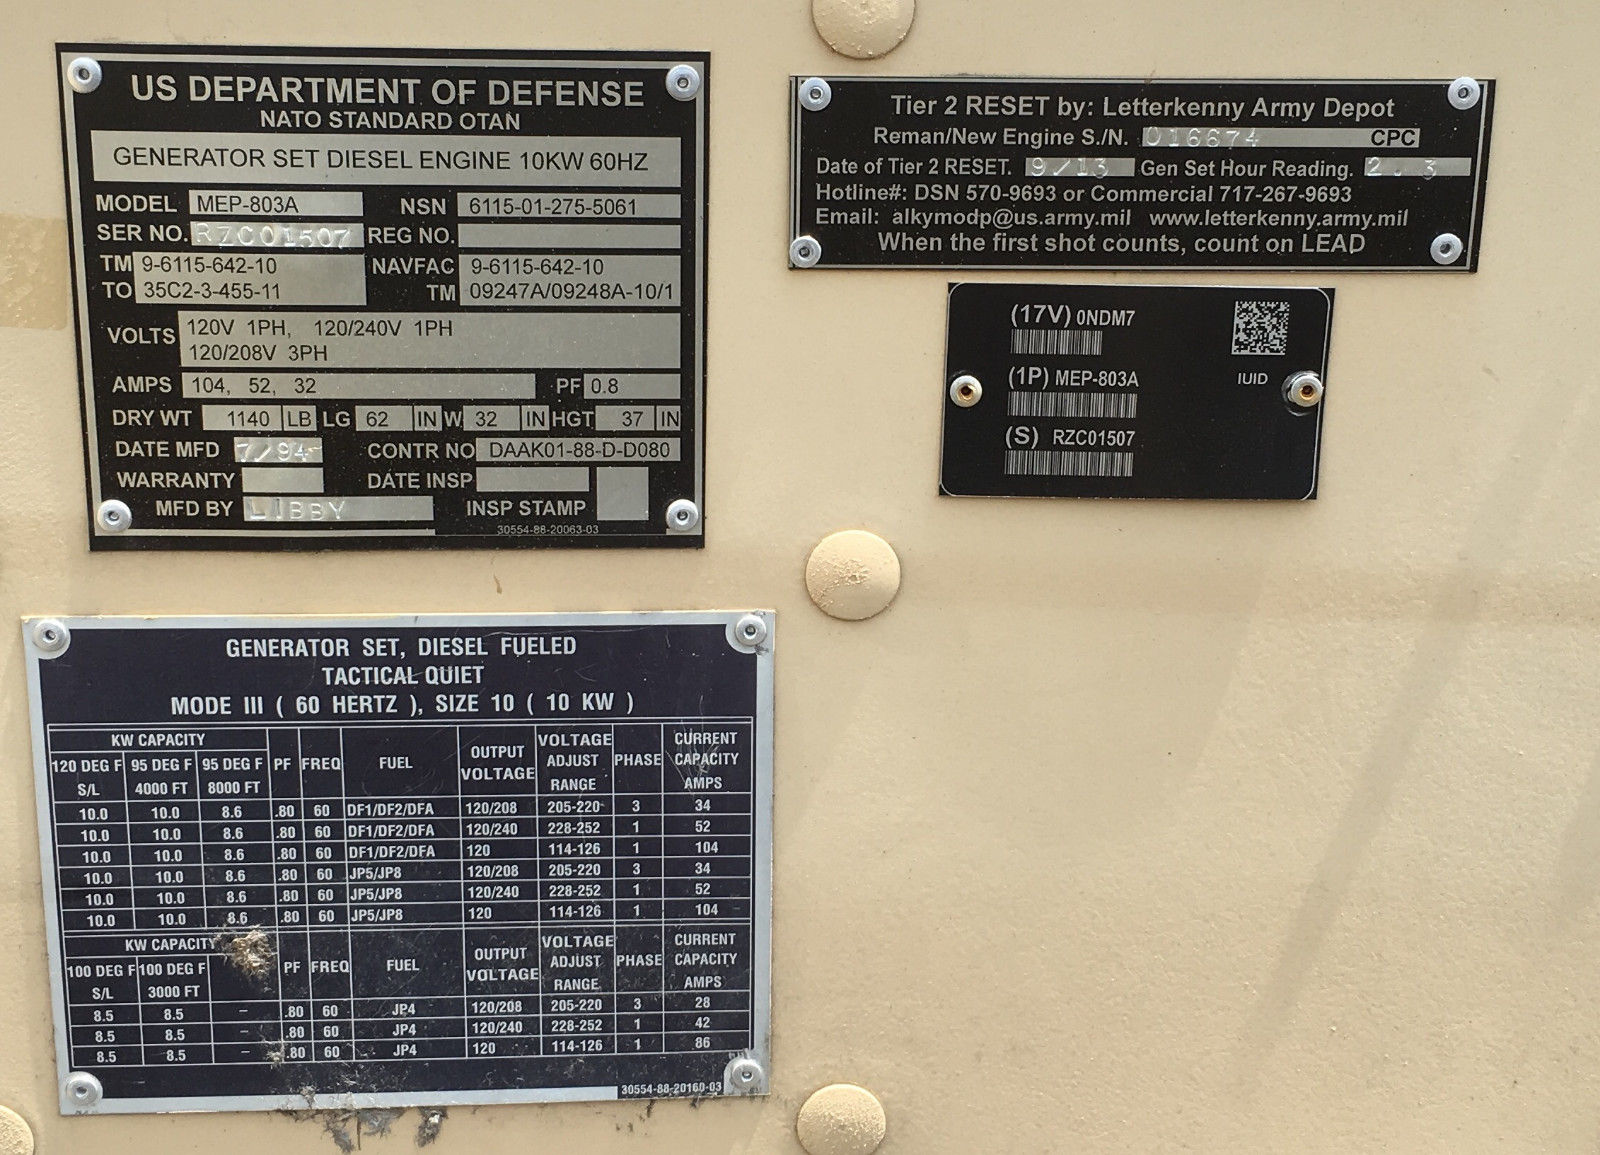 US DEPARTMENT OF DEFENSE
NATO STANDARD OTAN
GENERATOR SET DIESEL ENGINE 10KW 60HZ
MODEL MEP-803A NSN 6115-01-275-5061
SER NO. RZC01507 REG NO.
TM 9-6115-642-10 NAVFAC 9-6115-642-10
TO 35C2-3-455-11 TM 09247A/09248A-10/1
VOLTS 120V 1PH, 120/240V 1PH
120/208V 3PH
AMPS 104, 52, 32 PF 0.8
DRY WT 1140 LB LG 62 IN W 32 IN HGT 37 IN
DATE MFD 7/94 CONTR NO DAAK01-88-D-D080
WARRANTY DATE INSP
MFD BY LIBBY INSP STAMP
30554-88-20063-03
Tier 2 RESET by: Letterkenny Army Depot
Reman/New Engine S./N. 016674 CPC
Date of Tier 2 RESET. 9/13 Gen Set Hour Reading. 2.3
Hotline#: DSN 570-9693 or Commercial 717-267-9693
Email: alkymodp@us.army.mil www.letterkenny.army.mil
When the first shot counts, count on LEAD
(17V) 0NDM7
(1P) MEP-803A
IUID
(S) RZC01507
GENERATOR SET, DIESEL FUELED
TACTICAL QUIET
MODE III ( 60 HERTZ ), SIZE 10 ( 10 KW )
KW CAPACITY PF FREQ FUEL OUTPUT VOLTAGE VOLTAGE ADJUST RANGE PHASE CURRENT CAPACITY AMPS
120 DEG F S/L 95 DEG F 4000 FT 95 DEG F 8000 FT
10.0 10.0 8.6 .80 60 DF1/DF2/DFA 120/208 205-220 3 34
10.0 10.0 8.6 .80 60 DF1/DF2/DFA 120/240 228-252 1 52
10.0 10.0 8.6 .80 60 DF1/DF2/DFA 120 114-126 1 104
10.0 10.0 8.6 .80 60 JP5/JP8 120/208 205-220 3 34
10.0 10.0 8.6 .80 60 JP5/JP8 120/240 228-252 1 52
10.0 10.0 8.6 .80 60 JP5/JP8 120 114-126 1 104
KW CAPACITY PF FREQ FUEL OUTPUT VOLTAGE VOLTAGE ADJUST RANGE PHASE CURRENT CAPACITY AMPS
100 DEG F S/L 100 DEG F 3000 FT
8.5 8.5 – .80 60 JP4 120/208 205-220 3 28
8.5 8.5 – .80 60 JP4 120/240 228-252 1 42
8.5 8.5 – .80 60 JP4 120 114-126 1 86
30554-88-20160-03